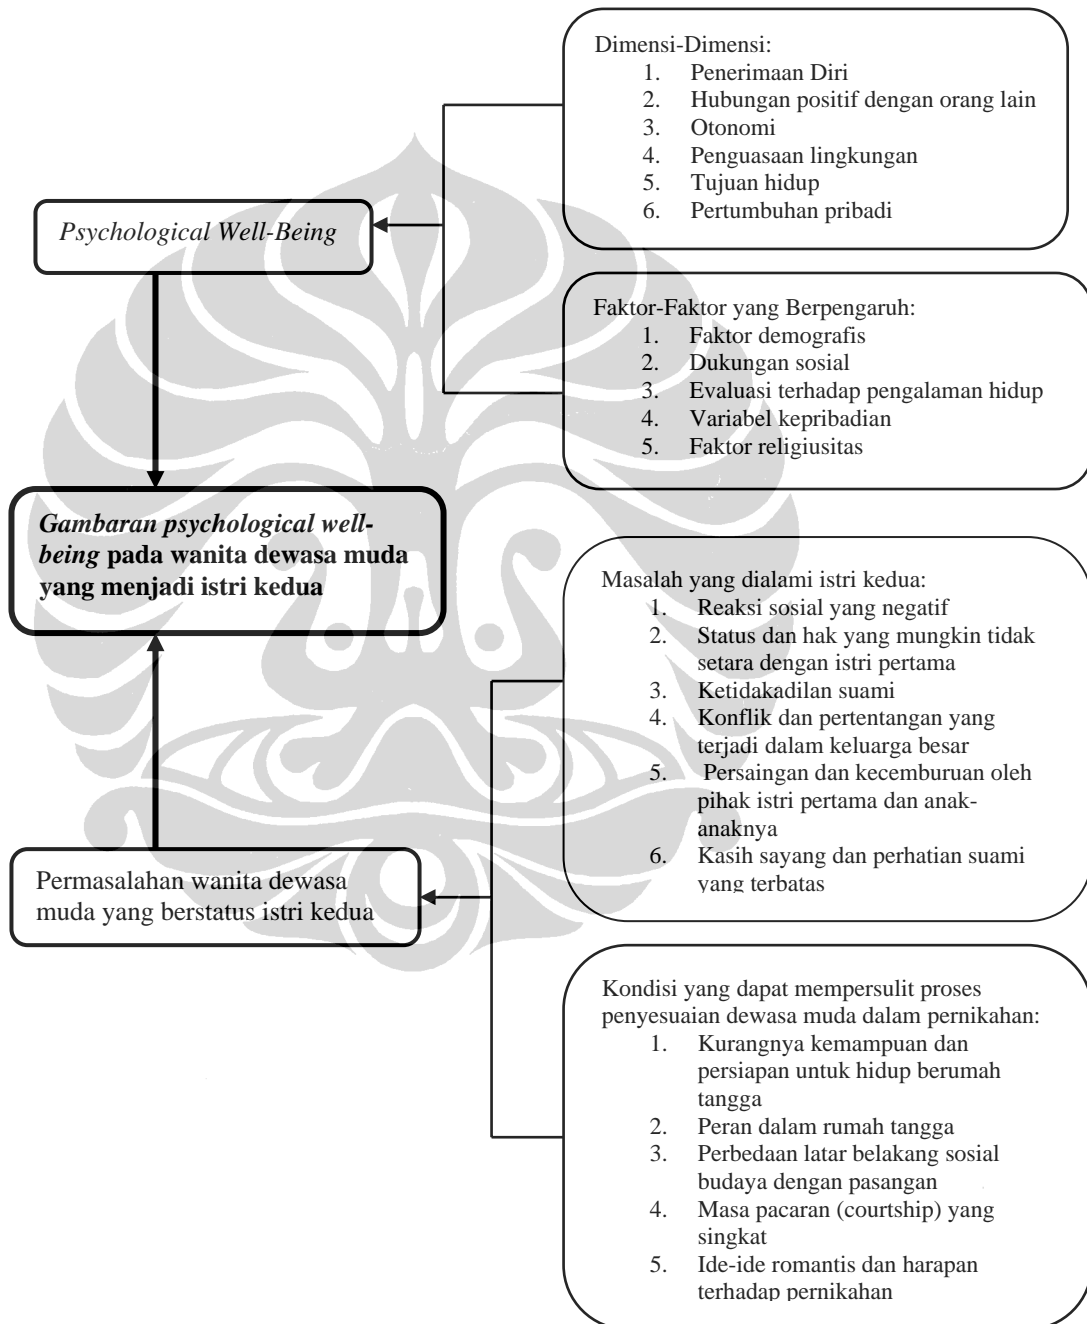 Dimensi-Dimensi:
1. Penerimaan Diri
2. Hubungan positif dengan orang lain
3. Otonomi
4. Penguasaan lingkungan
5. Tujuan hidup
6. Pertumbuhan pribadi
Psychological Well-Being
Faktor-Faktor yang Berpengaruh:
1. Faktor demografis
2. Dukungan sosial
3. Evaluasi terhadap pengalaman hidup
4. Variabel kepribadian
5. Faktor religiusitas
Gambaran psychological well-
being pada wanita dewasa muda
yang menjadi istri kedua
Masalah yang dialami istri kedua:
1. Reaksi sosial yang negatif
2. Status dan hak yang mungkin tidak
setara dengan istri pertama
3. Ketidakadilan suami
4. Konflik dan pertentangan yang
terjadi dalam keluarga besar
5. Persaingan dan kecemburuan oleh
pihak istri pertama dan anak-
anaknya
6. Kasih sayang dan perhatian suami
yang terbatas
Permasalahan wanita dewasa
muda yang berstatus istri kedua
Kondisi yang dapat mempersulit proses
penyesuaian dewasa muda dalam pernikahan:
1. Kurangnya kemampuan dan
persiapan untuk hidup berumah
tangga
2. Peran dalam rumah tangga
3. Perbedaan latar belakang sosial
budaya dengan pasangan
4. Masa pacaran (courtship) yang
singkat
5. Ide-ide romantis dan harapan
terhadap pernikahan